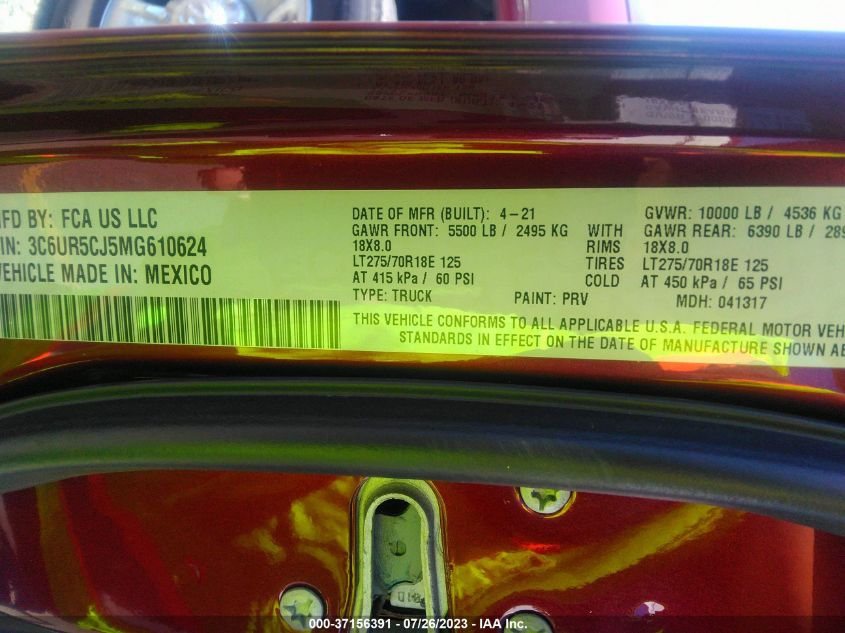 MFD BY: FCA US LLC
IN: 3C6UR5CJ5MG610624
VEHICLE MADE IN: MEXICO
DATE OF MFR (BUILT): 4-21
GVWR: 10000 LB / 4536 KG
GAWR FRONT: 5500 LB / 2495 KG WITH GAWR REAR: 6390 LB / 289
18X8.0 RIMS 18X8.0
LT275/70R18E 125 TIRES LT275/70R18E 125
AT 415 kPa / 60 PSI COLD AT 450 kPa / 65 PSI
TYPE: TRUCK PAINT: PRV MDH: 041317
THIS VEHICLE CONFORMS TO ALL APPLICABLE U.S.A. FEDERAL MOTOR VEH
STANDARDS IN EFFECT ON THE DATE OF MANUFACTURE SHOWN AB
000-37156391 - 07/26/2023 - IAA Inc.